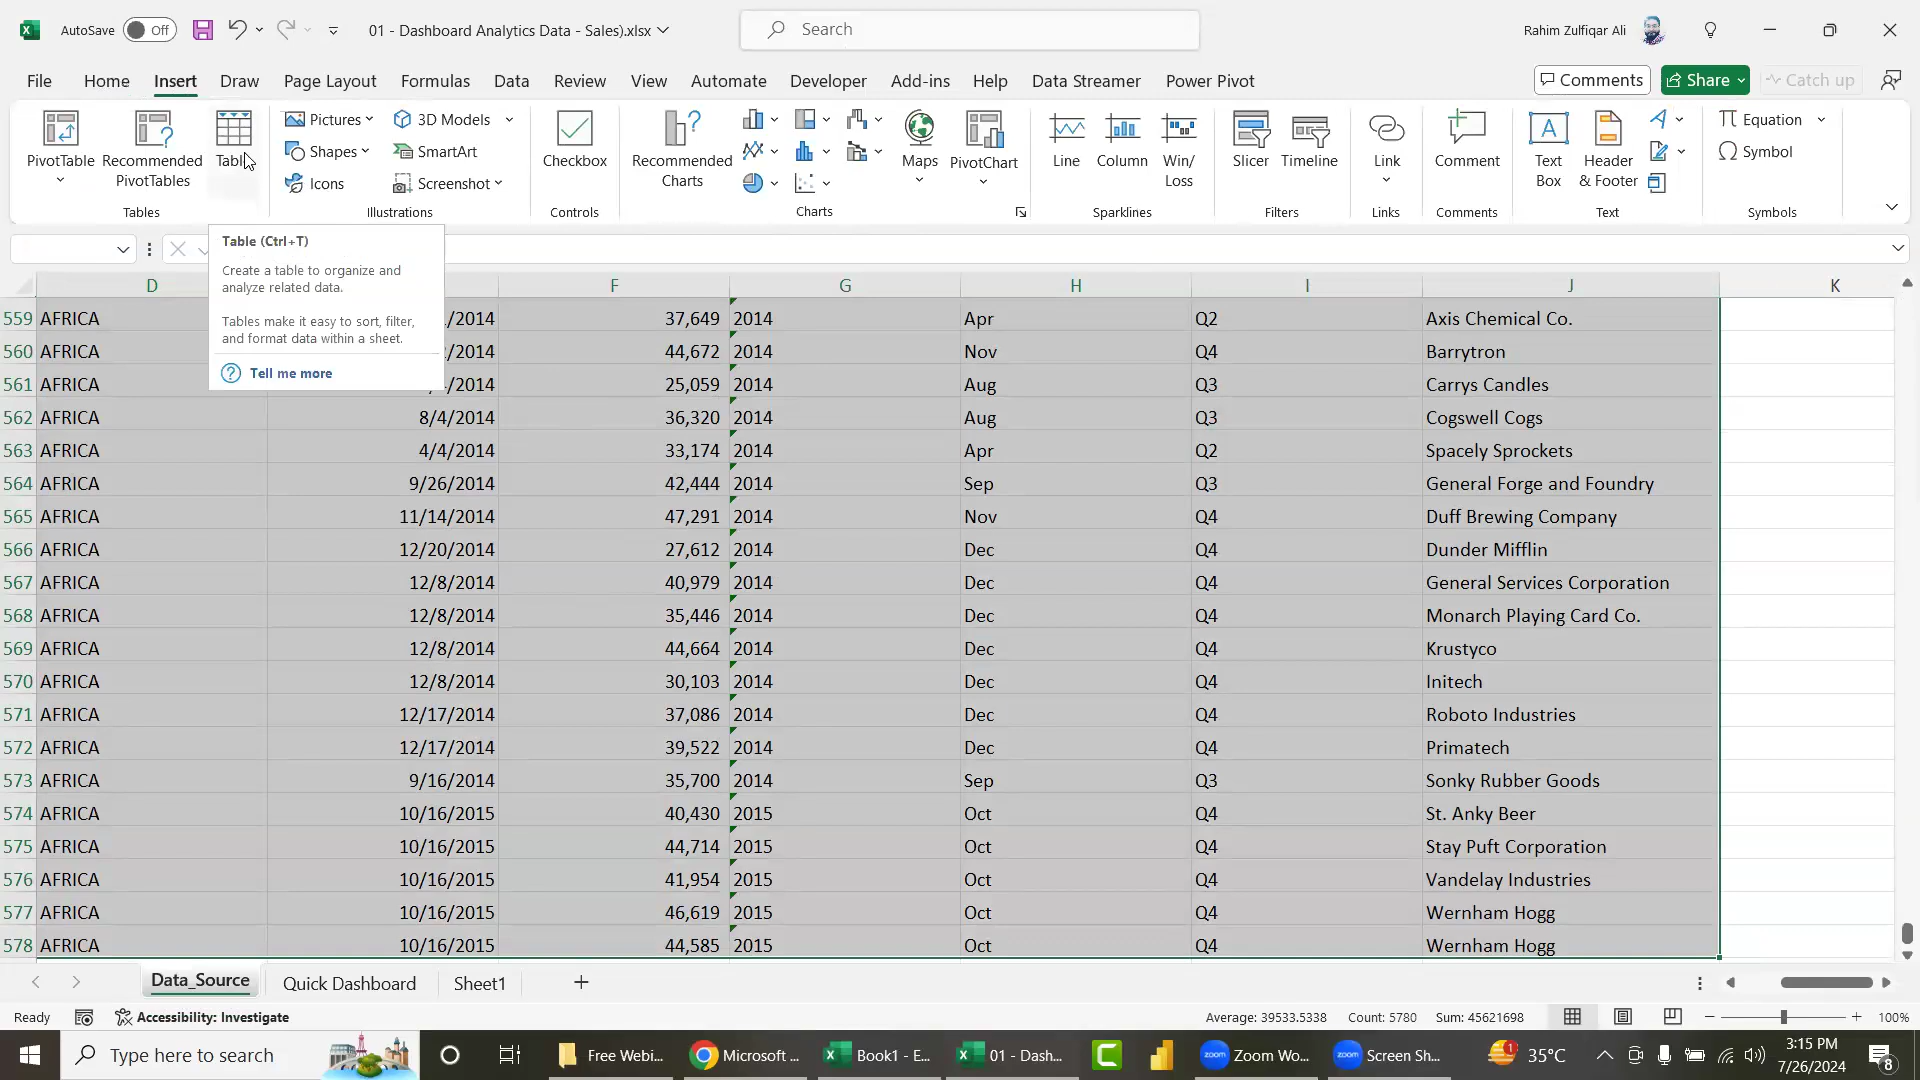 AutoSave Off 01 - Dashboard Analytics Data - Sales).xlsx Search Rahim Zulfiqar Ali
File Home Insert Draw Page Layout Formulas Data Review View Automate Developer Add-ins Help Data Streamer Power Pivot Comments Share Catch up
PivotTable Recommended PivotTables Table Pictures Shapes Icons 3D Models SmartArt Screenshot Checkbox Recommended Charts Maps PivotChart Line Column Win/Loss Slicer Timeline Link Comment Text Box Header & Footer Equation Symbol
Tables Illustrations Controls Charts Sparklines Filters Links Comments Text Symbols
Table (Ctrl+T)
Create a table to organize and
analyze related data.
Tables make it easy to sort, filter,
and format data within a sheet.
Tell me more
D F G H I J K
559 AFRICA /2014 37,649 2014 Apr Q2 Axis Chemical Co.
560 AFRICA /2014 44,672 2014 Nov Q4 Barrytron
561 AFRICA /2014 25,059 2014 Aug Q3 Carrys Candles
562 AFRICA 8/4/2014 36,320 2014 Aug Q3 Cogswell Cogs
563 AFRICA 4/4/2014 33,174 2014 Apr Q2 Spacely Sprockets
564 AFRICA 9/26/2014 42,444 2014 Sep Q3 General Forge and Foundry
565 AFRICA 11/14/2014 47,291 2014 Nov Q4 Duff Brewing Company
566 AFRICA 12/20/2014 27,612 2014 Dec Q4 Dunder Mifflin
567 AFRICA 12/8/2014 40,979 2014 Dec Q4 General Services Corporation
568 AFRICA 12/8/2014 35,446 2014 Dec Q4 Monarch Playing Card Co.
569 AFRICA 12/8/2014 44,664 2014 Dec Q4 Krustyco
570 AFRICA 12/8/2014 30,103 2014 Dec Q4 Initech
571 AFRICA 12/17/2014 37,086 2014 Dec Q4 Roboto Industries
572 AFRICA 12/17/2014 39,522 2014 Dec Q4 Primatech
573 AFRICA 9/16/2014 35,700 2014 Sep Q3 Sonky Rubber Goods
574 AFRICA 10/16/2015 40,430 2015 Oct Q4 St. Anky Beer
575 AFRICA 10/16/2015 44,714 2015 Oct Q4 Stay Puft Corporation
576 AFRICA 10/16/2015 41,954 2015 Oct Q4 Vandelay Industries
577 AFRICA 10/16/2015 46,619 2015 Oct Q4 Wernham Hogg
578 AFRICA 10/16/2015 44,585 2015 Oct Q4 Wernham Hogg
Data_Source Quick Dashboard Sheet1
Ready Accessibility: Investigate Average: 39533.5338 Count: 5780 Sum: 45621698 100%
Type here to search Free Webi... Microsoft ... Book1 - E... 01 - Dash... Zoom Wo... Screen Sh... 1 35°C 3:15 PM
7/26/2024 8